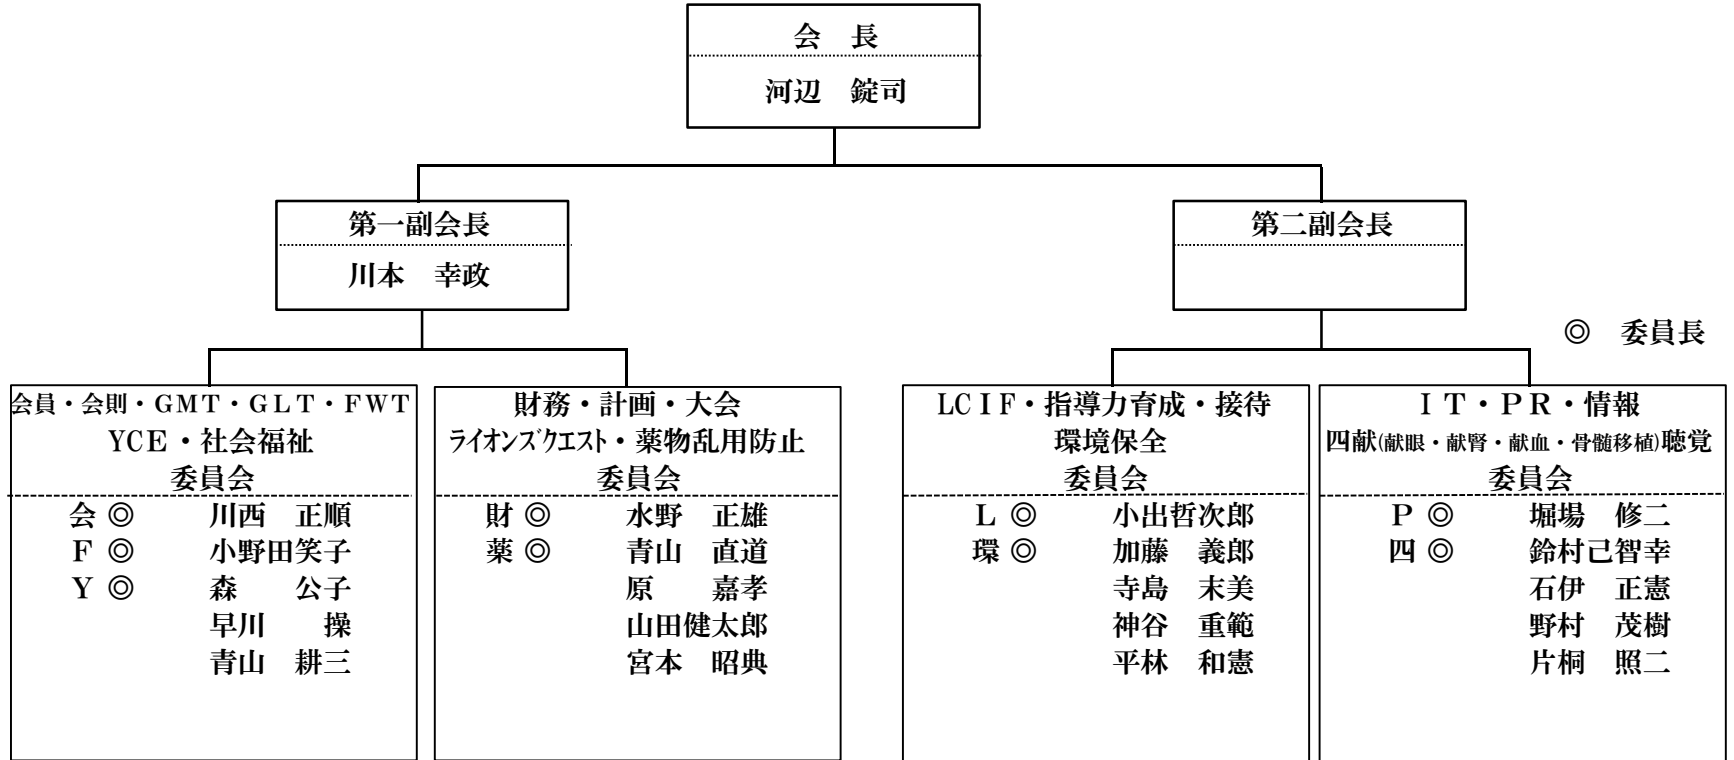 会　長
河辺　錠司
第一副会長
川本　幸政
第二副会長
◎　委員長
会員・会則・GMT・GLT・FWT
YCE・社会福祉
委員会
会 ◎　川西　正順
F ◎　小野田笑子
Y ◎　森　　公子
早川　　操
青山　耕三
財務・計画・大会
ライオンズクエスト・薬物乱用防止
委員会
財 ◎　水野　正雄
薬 ◎　青山　直道
原　　嘉孝
山田健太郎
宮本　昭典
LCIF・指導力育成・接待
環境保全
委員会
L ◎　小出哲次郎
環 ◎　加藤　義郎
寺島　末美
神谷　重範
平林　和憲
IT・PR・情報
四献(献眼・献腎・献血・骨髄移植)聴覚
委員会
P ◎　堀場　修二
四 ◎　鈴村己智幸
石伊　正憲
野村　茂樹
片桐　照二